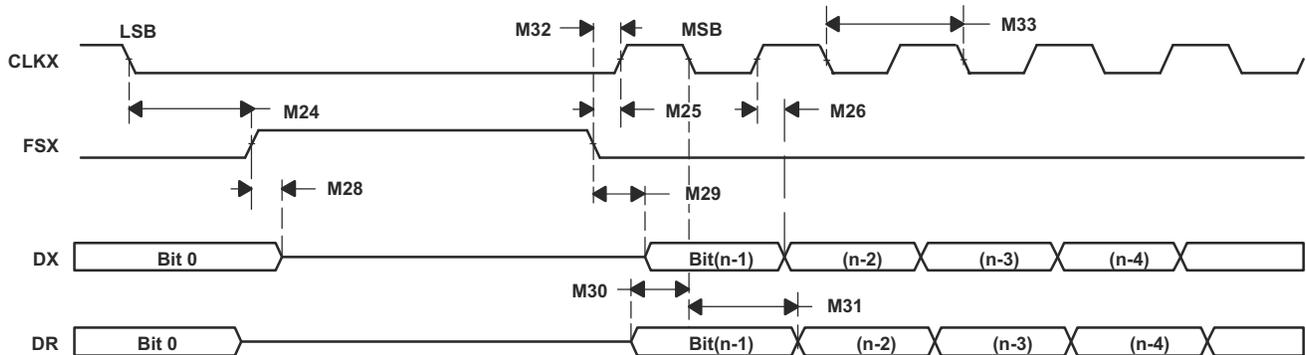 LSB
M32
MSB
M33
CLKX
M24
M25
M26
FSX
M28
M29
DX
Bit 0
Bit(n-1)
(n-2)
(n-3)
(n-4)
M30
M31
DR
Bit 0
Bit(n-1)
(n-2)
(n-3)
(n-4)